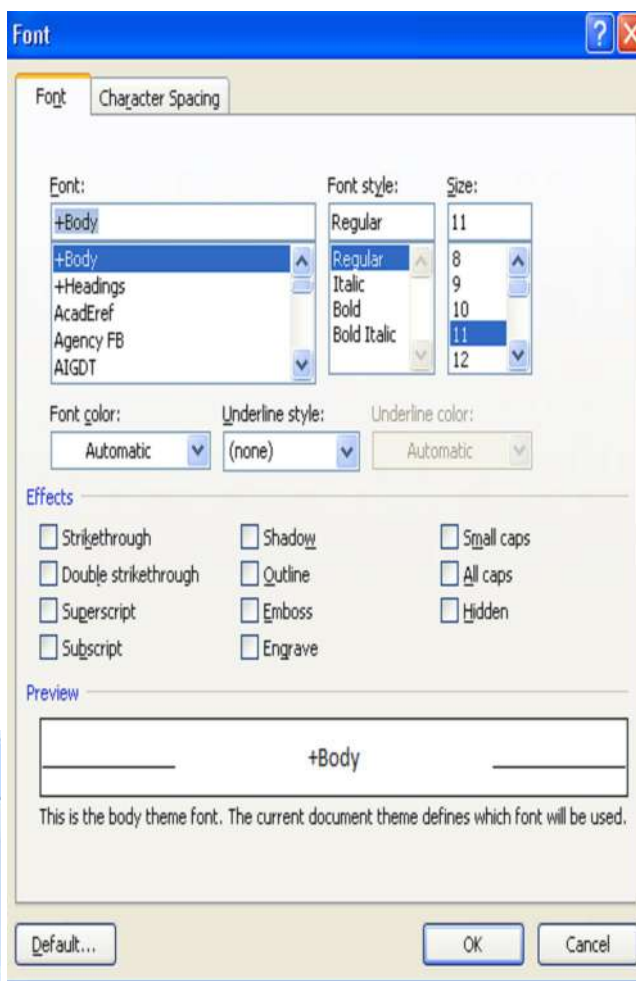 Font
Font Character Spacing
Font: Font style: Size:
+Body Regular 11
+Body Regular 8
+Headings Italic 9
AcadEref Bold 10
Agency FB Bold Italic 11
AIGDT 12
Font color: Underline style: Underline color:
Automatic (none) Automatic
Effects
Strikethrough Shadow Small caps
Double strikethrough Outline All caps
Superscript Emboss Hidden
Subscript Engrave
Preview
+Body
This is the body theme font. The current document theme defines which font will be used.
Default... OK Cancel